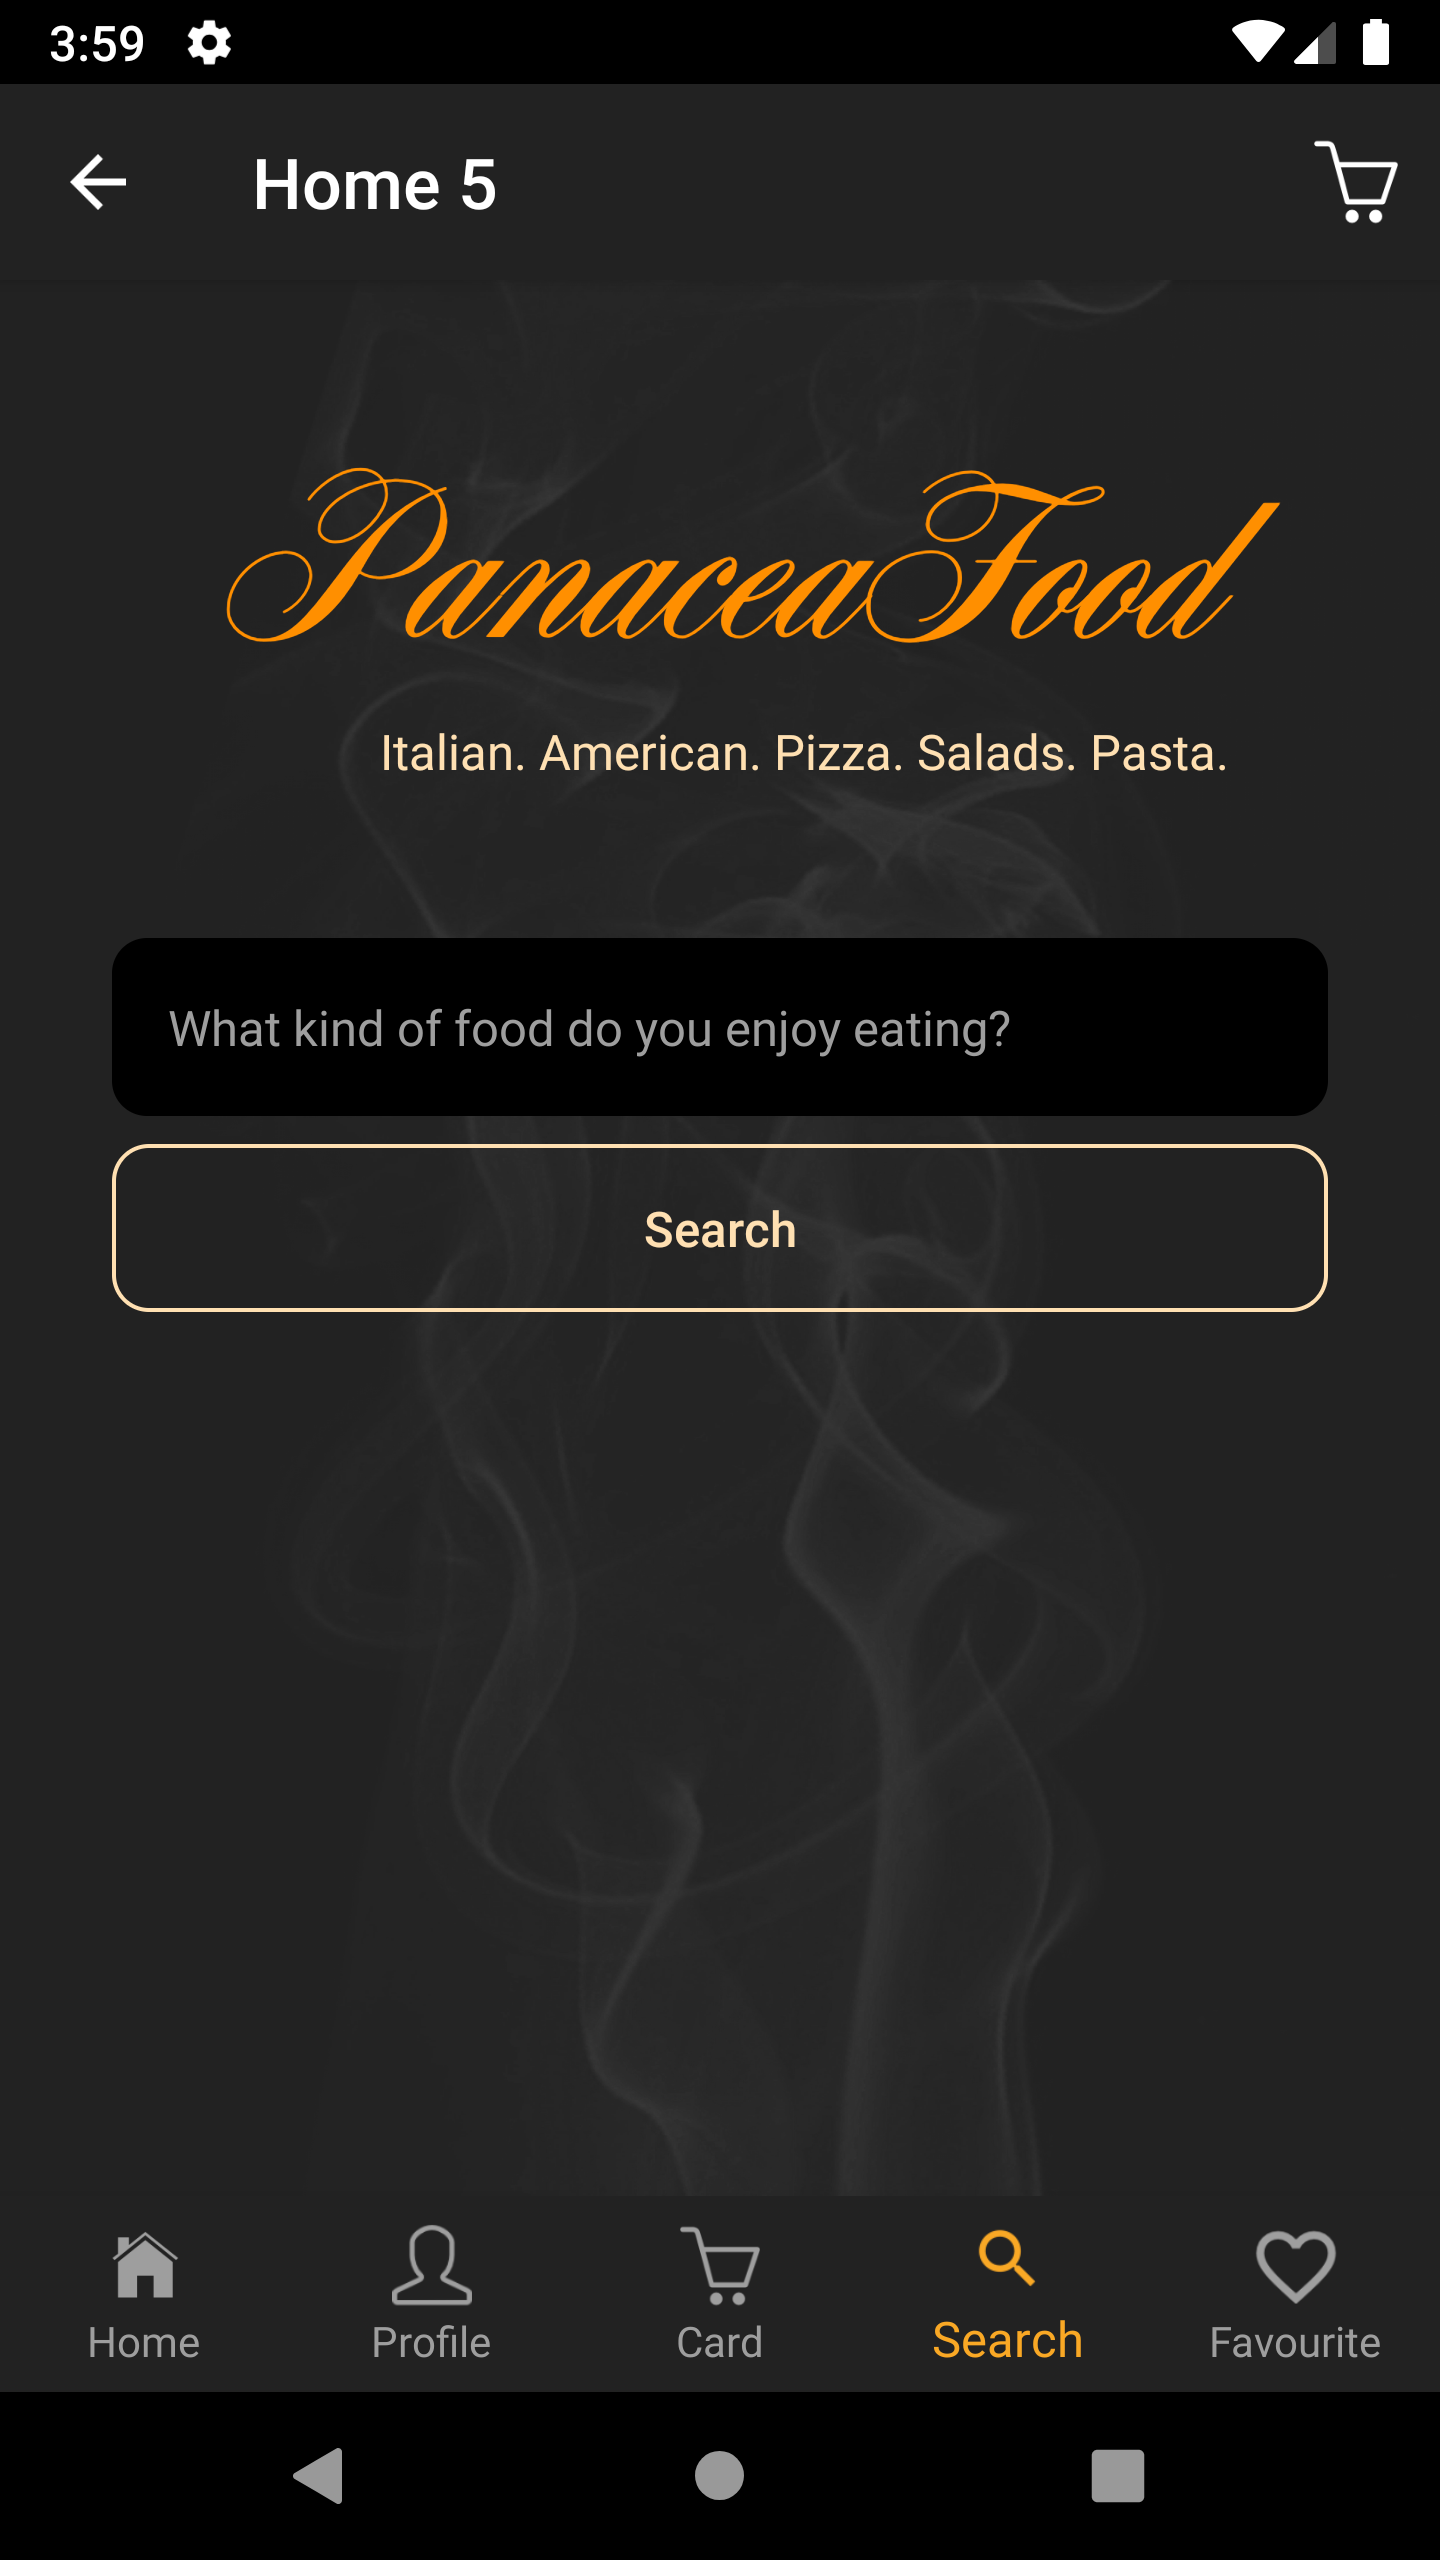 3:59
Home 5
PanaceaFood
Italian. American. Pizza. Salads. Pasta.
What kind of food do you enjoy eating?
Search
Home Profile Card Search Favourite